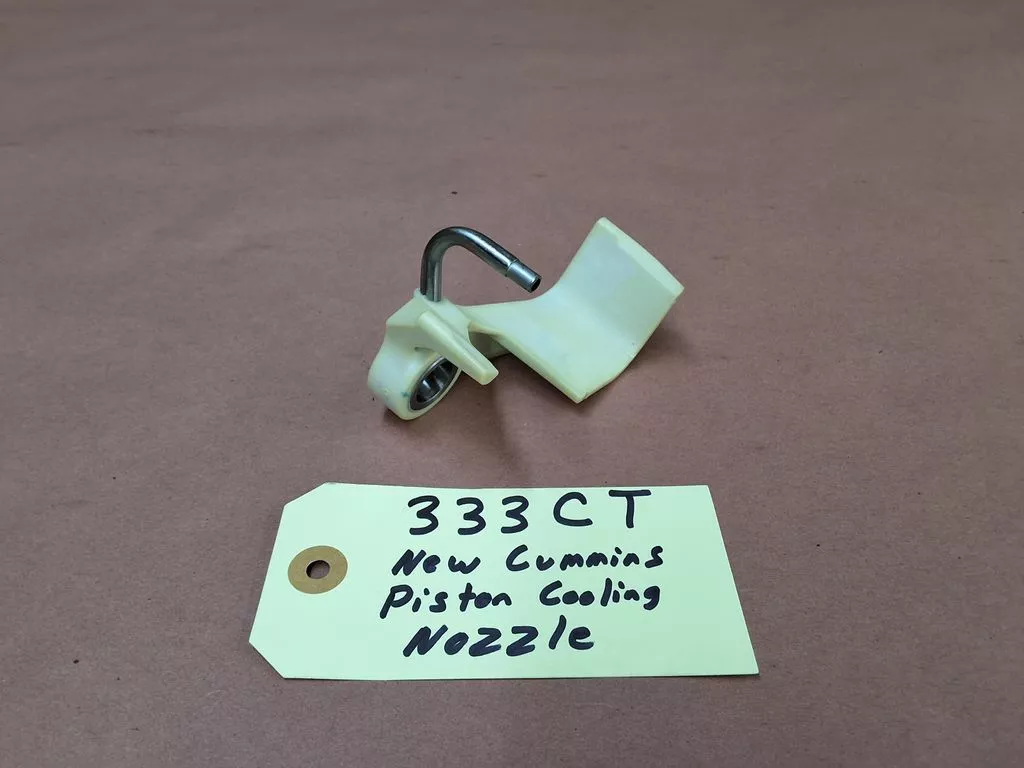 333CT
New Cummins
Piston Cooling
Nozzle